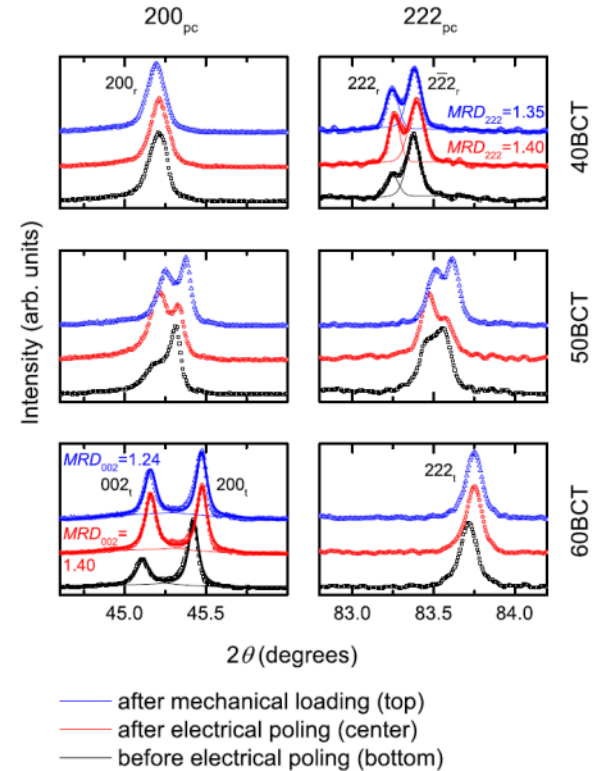 200pc 222pc
200r
222r 22̄2r
MRD222=1.35
MRD222=1.40
40BCT
Intensity (arb. units)
50BCT
MRD002=1.24
002t 200t
MRD002=
1.40
222t
60BCT
45.0 45.5 83.0 83.5 84.0
2θ (degrees)
after mechanical loading (top)
after electrical poling (center)
before electrical poling (bottom)